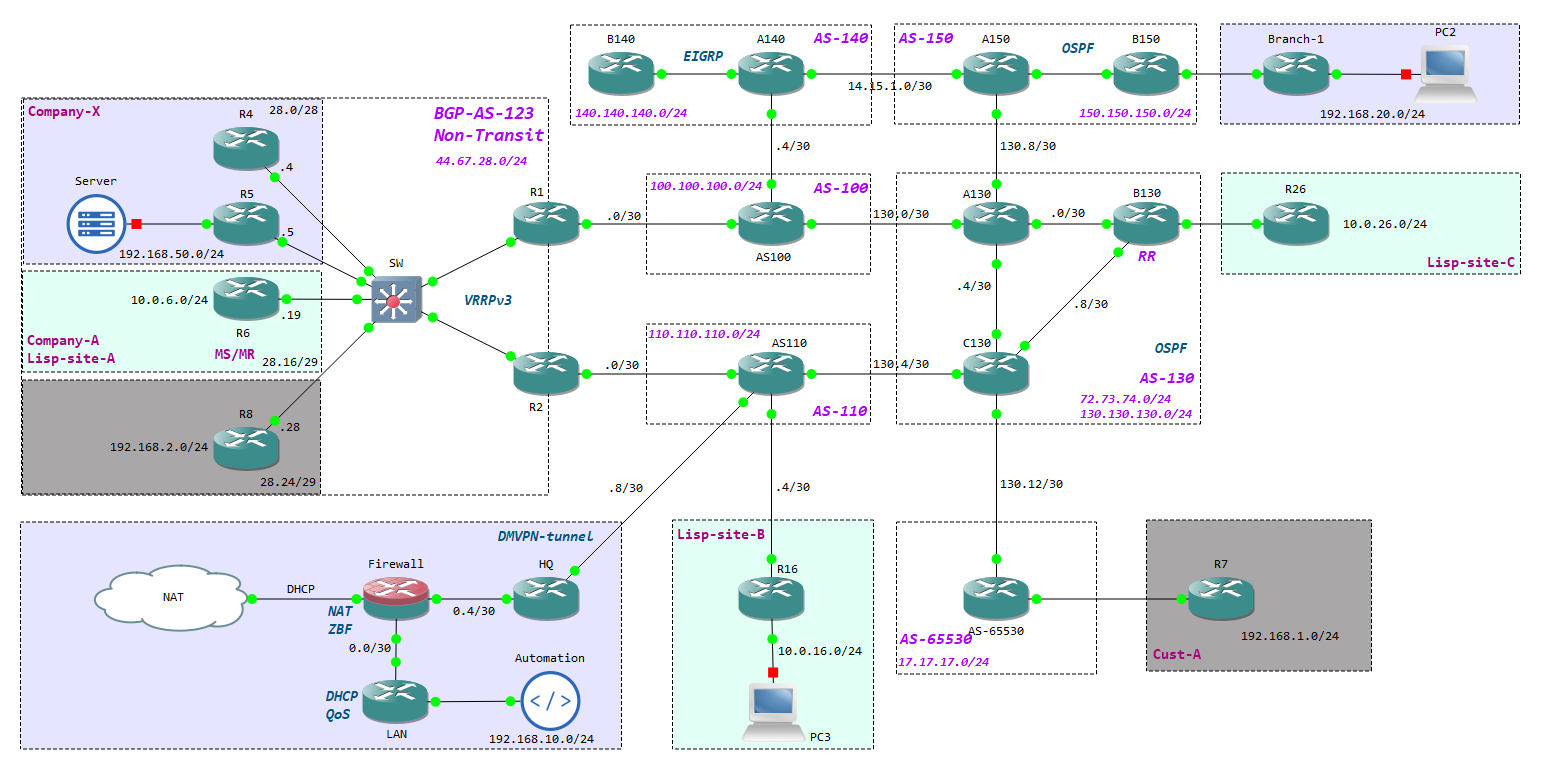 B140
EIGRP
A140
AS-140
140.140.140.0/24
AS-150
A150
OSPF
B150
150.150.150.0/24
14.15.1.0/30
Branch-1
PC2
192.168.20.0/24
Company-X
28.0/28
R4
.4
Server
R5
.5
192.168.50.0/24
BGP-AS-123
Non-Transit
44.67.28.0/24
10.0.6.0/24
.19
R6
Company-A
Lisp-site-A
MS/MR
28.16/29
R8
.28
192.168.2.0/24
28.24/29
SW
VRRPv3
R1
R2
.0/30
.0/30
.4/30
100.100.100.0/24
AS-100
AS100
130.0/30
110.110.110.0/24
AS110
AS-110
130.4/30
130.8/30
A130
.0/30
B130
RR
.4/30
.8/30
C130
OSPF
AS-130
72.73.74.0/24
130.130.130.0/24
R26
10.0.26.0/24
Lisp-site-C
.8/30
.4/30
130.12/30
DMVPN-tunnel
NAT
DHCP
Firewall
NAT
ZBF
0.4/30
HQ
0.0/30
DHCP
QoS
LAN
Automation
192.168.10.0/24
Lisp-site-B
R16
10.0.16.0/24
PC3
AS-65530
AS-65530
17.17.17.0/24
R7
192.168.1.0/24
Cust-A